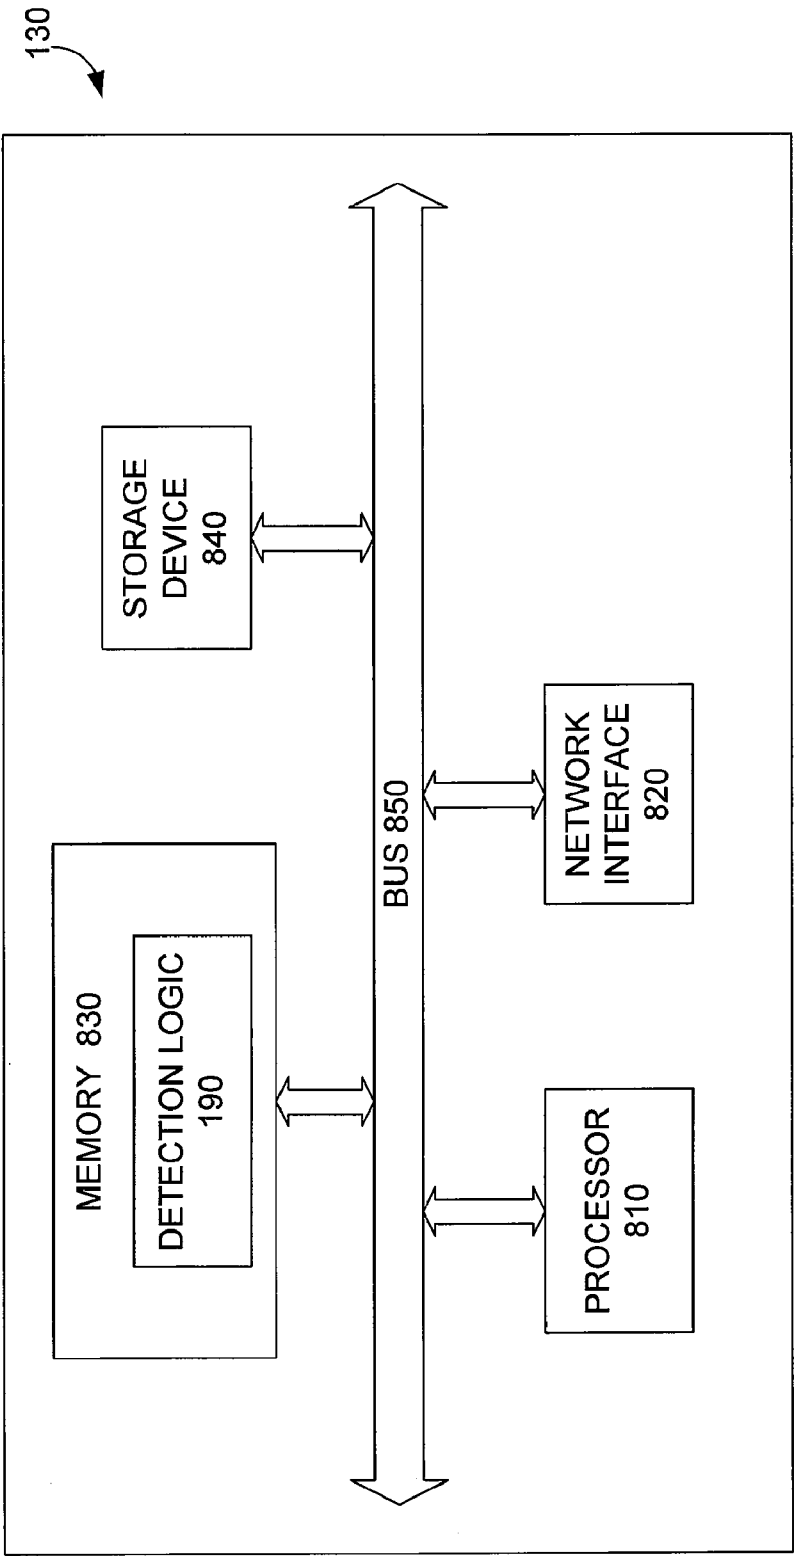 130
MEMORY 830
DETECTION LOGIC
190
STORAGE
DEVICE
840
BUS 850
PROCESSOR
810
NETWORK
INTERFACE
820